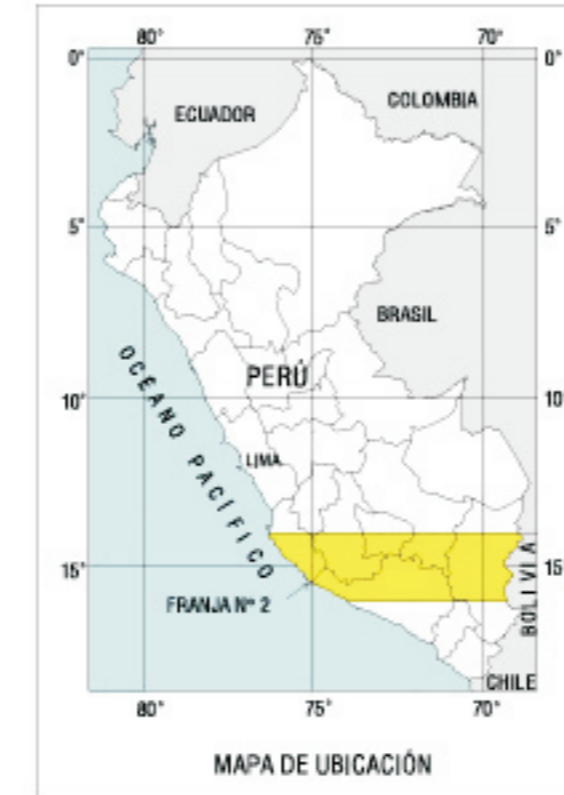 80° 75° 70°
0° 0°
ECUADOR
COLOMBIA
5° 5°
BRASIL
OCEANO PACIFICO
PERÚ
10° 10°
LIMA
15° 15°
BOLIVIA
FRANJA Nº 2
CHILE
80° 75° 70°
MAPA DE UBICACIÓN